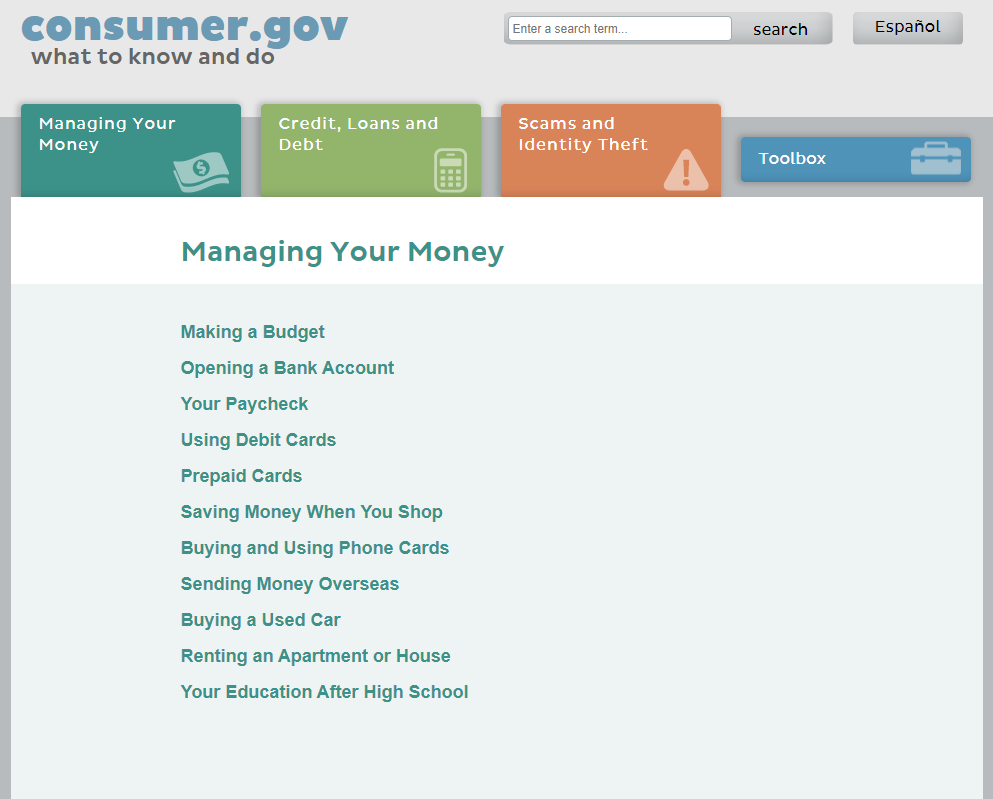 consumer.gov
what to know and do
Enter a search term...
search
Español
Managing Your
Money
Credit, Loans and
Debt
Scams and
Identity Theft
Toolbox
Managing Your Money
Making a Budget
Opening a Bank Account
Your Paycheck
Using Debit Cards
Prepaid Cards
Saving Money When You Shop
Buying and Using Phone Cards
Sending Money Overseas
Buying a Used Car
Renting an Apartment or House
Your Education After High School